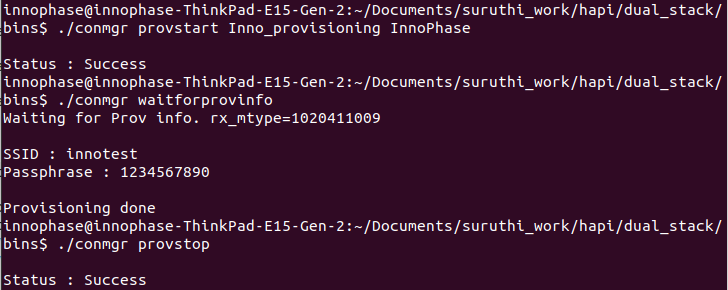 innophase@innophase-ThinkPad-E15-Gen-2:~/Documents/suruthi_work/hapi/dual_stack/
bins$ ./conmgr provstart Inno_provisioning InnoPhase
Status : Success
innophase@innophase-ThinkPad-E15-Gen-2:~/Documents/suruthi_work/hapi/dual_stack/
bins$ ./conmgr waitforprovinfo
Waiting for Prov info. rx_mtype=1020411009
SSID : innotest
Passphrase : 1234567890
Provisioning done
innophase@innophase-ThinkPad-E15-Gen-2:~/Documents/suruthi_work/hapi/dual_stack/
bins$ ./conmgr provstop
Status : Success